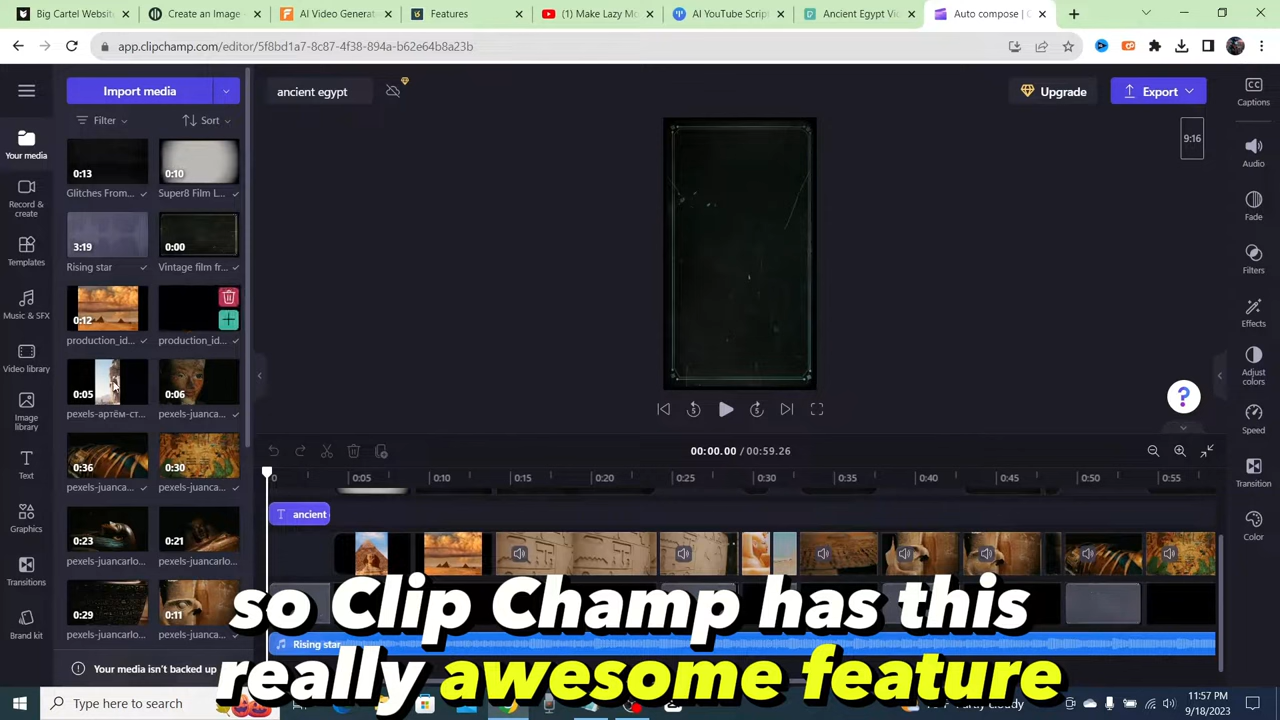 Big Cartel Website
Create an Image
AI Video Generat
Features
(1) Make Lazy Mo
AI YouTube Script
Ancient Egypt Vi
Auto compose | C
app.clipchamp.com/editor/5f8bd1a7-8c87-4f38-894a-b62e64b8a23b
Import media
ancient egypt
Upgrade
Export
Captions
Filter
Sort
9:16
Your media
0:13
0:10
Audio
Glitches From...
Super8 Film L...
Record & create
Fade
3:19
0:00
Templates
Rising star
Vintage film fr...
Filters
Music & SFX
0:12
Effects
production_id...
production_id...
Video library
Adjust colors
0:05
0:06
pexels-артём-ст...
pexels-juanca...
Image library
Speed
0:36
0:30
00:00.00 / 00:59.26
Text
pexels-juanca...
pexels-juanca...
Transition
0 0:05 0:10 0:15 0:20 0:25 0:30 0:35 0:40 0:45 0:50 0:55
Graphics
0:23
0:21
ancient
Color
pexels-juancarlo...
pexels-juancarlo...
Transitions
0:29
0:11
so Clip Champ has this
pexels-juancarlo...
pexels-juancarlo...
Brand kit
Rising star
really awesome feature
Your media isn't backed up
Type here to search
Cloudy
11:57 PM
9/18/2023